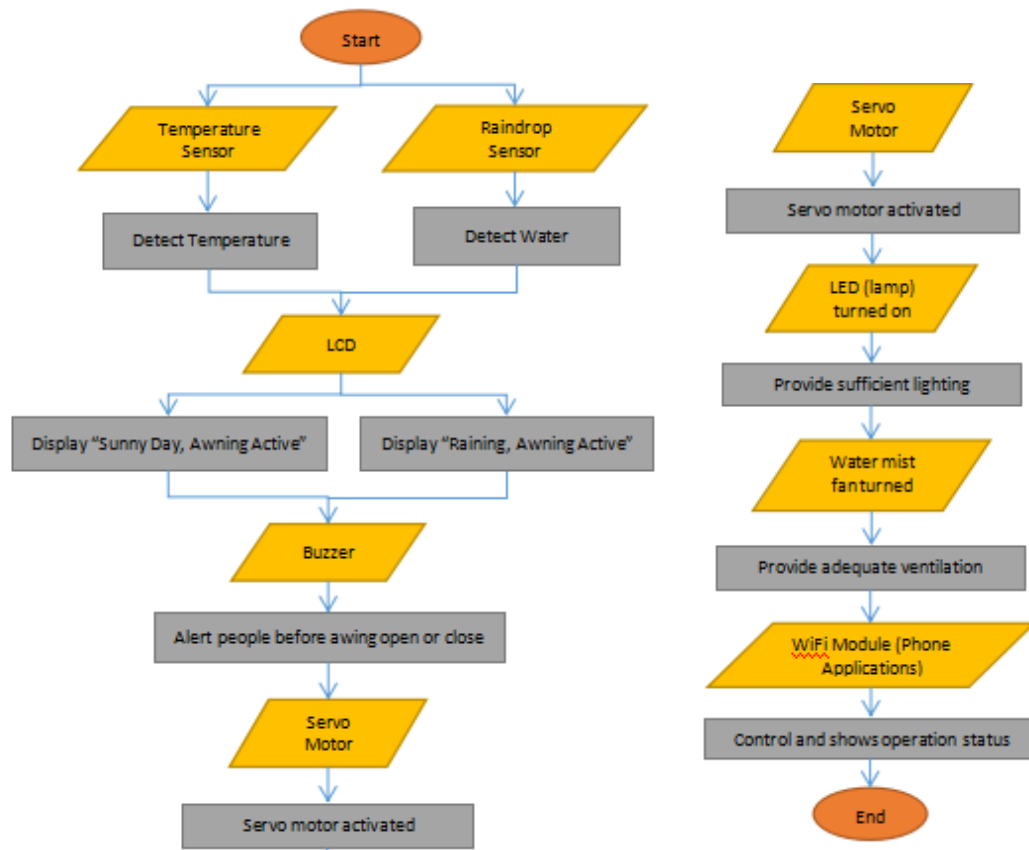 Start
Temperature
Sensor
Raindrop
Sensor
Detect Temperature
Detect Water
LCD
Display “Sunny Day, Awning Active”
Display “Raining, Awning Active”
Buzzer
Alert people before awing open or close
Servo
Motor
Servo motor activated
Servo
Motor
Servo motor activated
LED (lamp)
turned on
Provide sufficient lighting
Water mist
fan turned
Provide adequate ventilation
WiFi Module (Phone
Applications)
Control and shows operation status
End